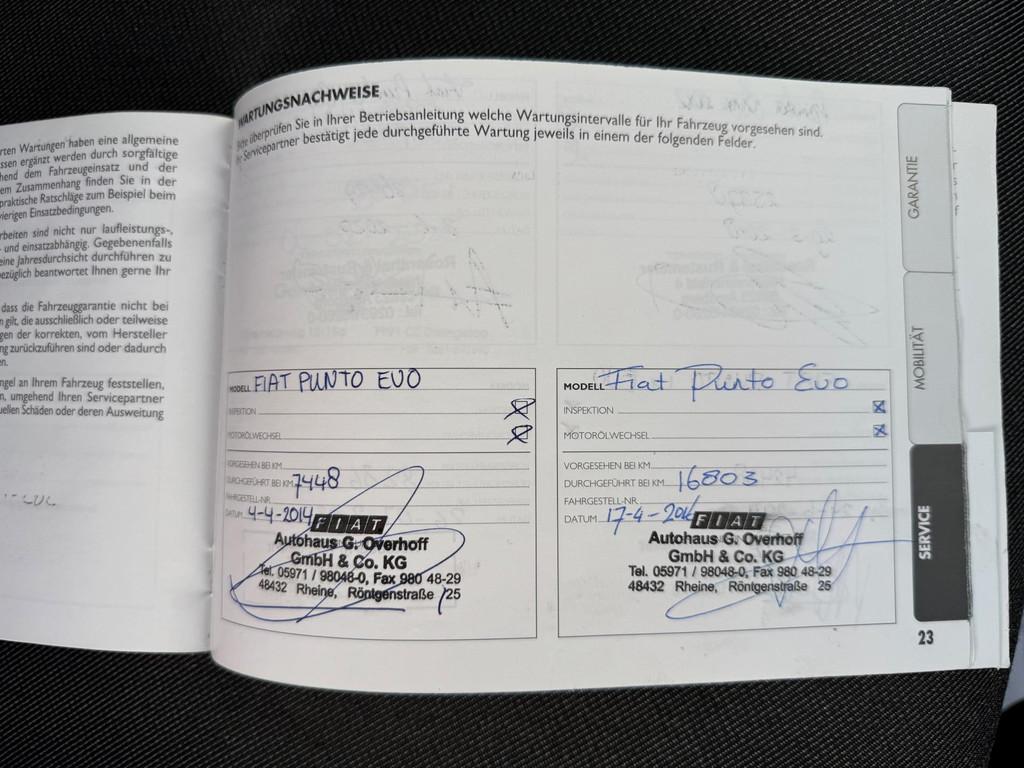 rten Wartungen haben eine allgemeine
ssen ergänzt werden durch sorgfältige
hend dem Fahrzeugeinsatz und der
em Zusammenhang finden Sie in der
praktische Ratschläge zum Beispiel beim
vierigen Einsatzbedingungen.
rbeiten sind nicht nur laufleistungs-,
- und einsatzabhängig. Gegebenenfalls
eine Jahresdurchsicht durchführen zu
bezüglich beantwortet Ihnen gerne Ihr
dass die Fahrzeuggarantie nicht bei
n gilt, die ausschließlich oder teilweise
gen der korrekten, vom Hersteller
ng zurückzuführen sind oder dadurch
en.
ngel an Ihrem Fahrzeug feststellen,
n, umgehend Ihren Servicepartner
uellen Schäden oder deren Ausweitung
WARTUNGSNACHWEISE
überprüfen Sie in Ihrer Betriebsanleitung welche Wartungsintervalle für Ihr Fahrzeug vorgesehen sind.
Servicepartner bestätigt jede durchgeführte Wartung jeweils in einem der folgenden Felder.
MODELL FIAT PUNTO EVO
INSPEKTION
MOTORÖLWECHSEL
VORGESEHEN BEI KM
DURCHGEFÜHRT BEI KM 7448
FAHRGESTELL-NR.
DATUM 4-4-2014
FIAT
Autohaus G. Overhoff
GmbH & Co. KG
Tel. 05971 / 98048-0, Fax 980 48-29
48432 Rheine, Röntgenstraße 25
MODELL Fiat Punto Evo
INSPEKTION
MOTORÖLWECHSEL
VORGESEHEN BEI KM
DURCHGEFÜHRT BEI KM 16803
FAHRGESTELL-NR.
DATUM 17-4-
FIAT
Autohaus G. Overhoff
GmbH & Co. KG
Tel. 05971 / 98048-0, Fax 980 48-29
48432 Rheine, Röntgenstraße 25
GARANTIE
MOBILITÄT
SERVICE
23